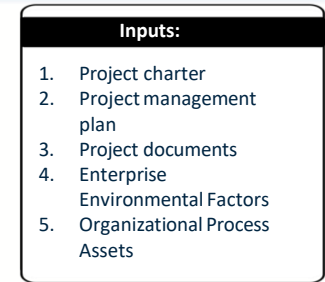 Inputs:
1. Project charter
2. Project management
plan
3. Project documents
4. Enterprise
Environmental Factors
5. Organizational Process
Assets